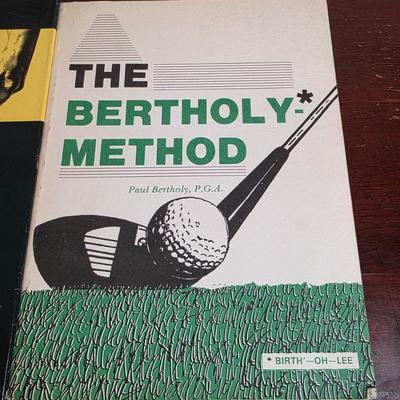 THE
BERTHOLY-*
METHOD
Paul Bertholy, P.G.A.
* BIRTH'—OH—LEE